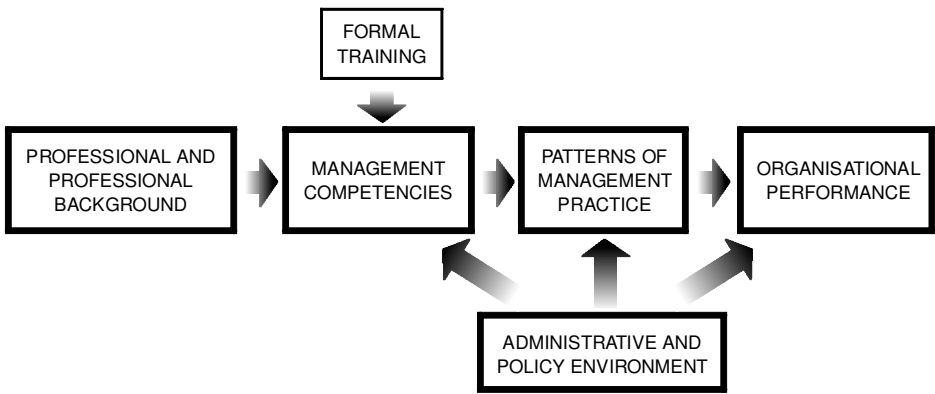 FORMAL
TRAINING
PROFESSIONAL AND
PROFESSIONAL
BACKGROUND
MANAGEMENT
COMPETENCIES
PATTERNS OF
MANAGEMENT
PRACTICE
ORGANISATIONAL
PERFORMANCE
ADMINISTRATIVE AND
POLICY ENVIRONMENT